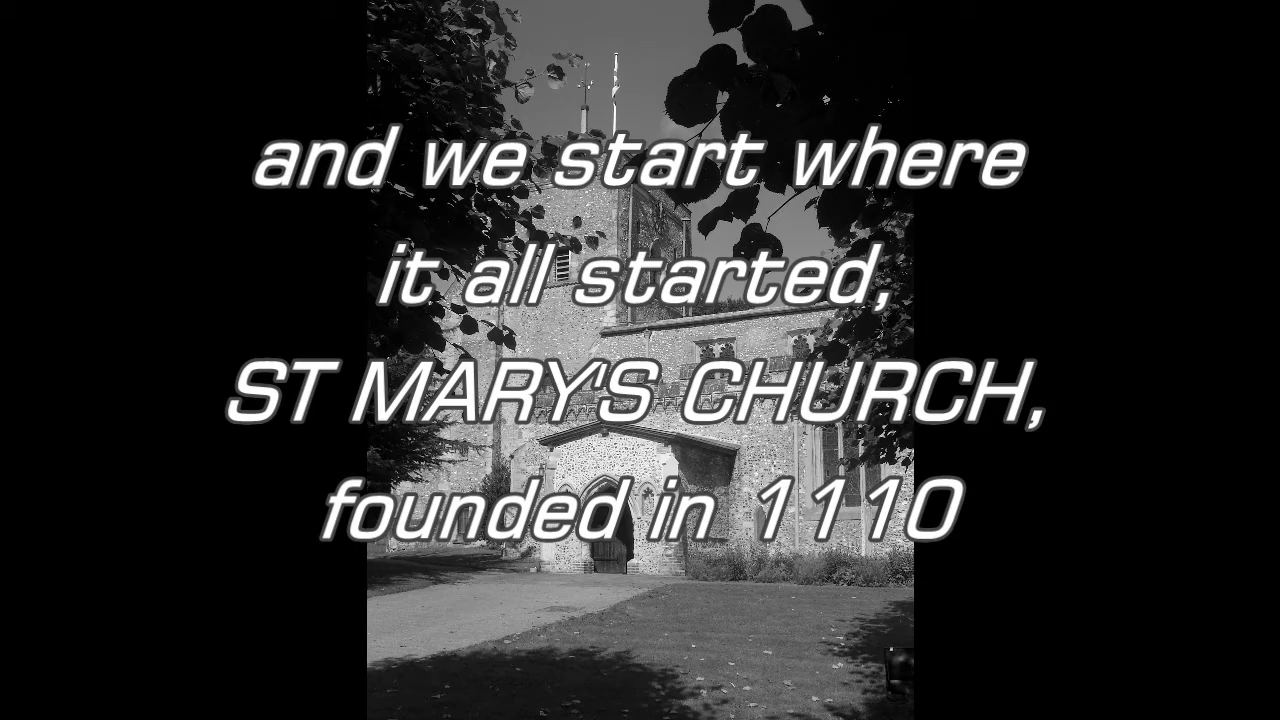 and we start where
it all started,
ST MARY'S CHURCH,
founded in 1110